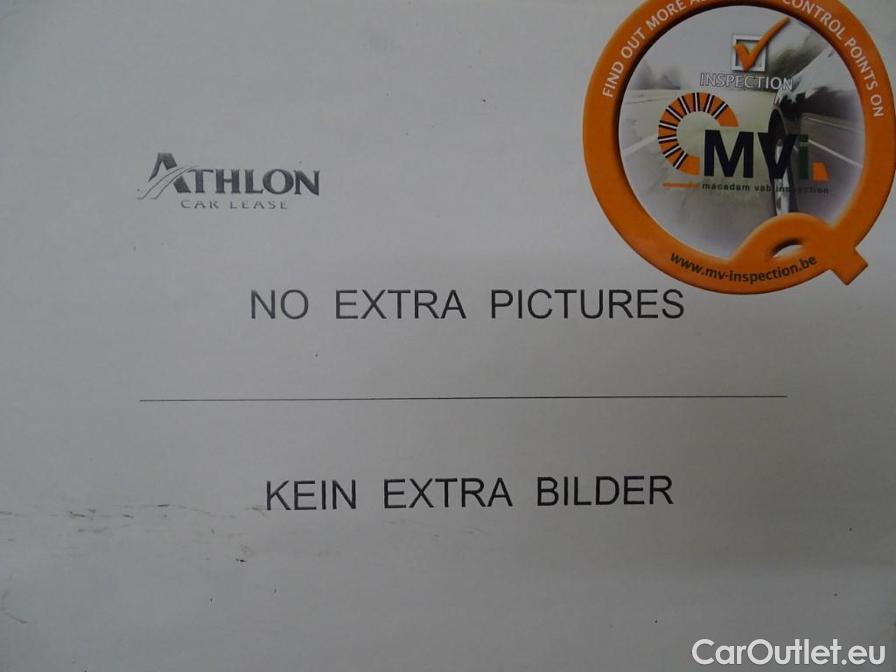 FIND OUT MORE CONTROL POINTS ON
INSPECTION
MVi.
macadam vab inspection
www.mv-inspection.be
ATHLON
CAR LEASE
NO EXTRA PICTURES
KEIN EXTRA BILDER
CarOutlet.eu